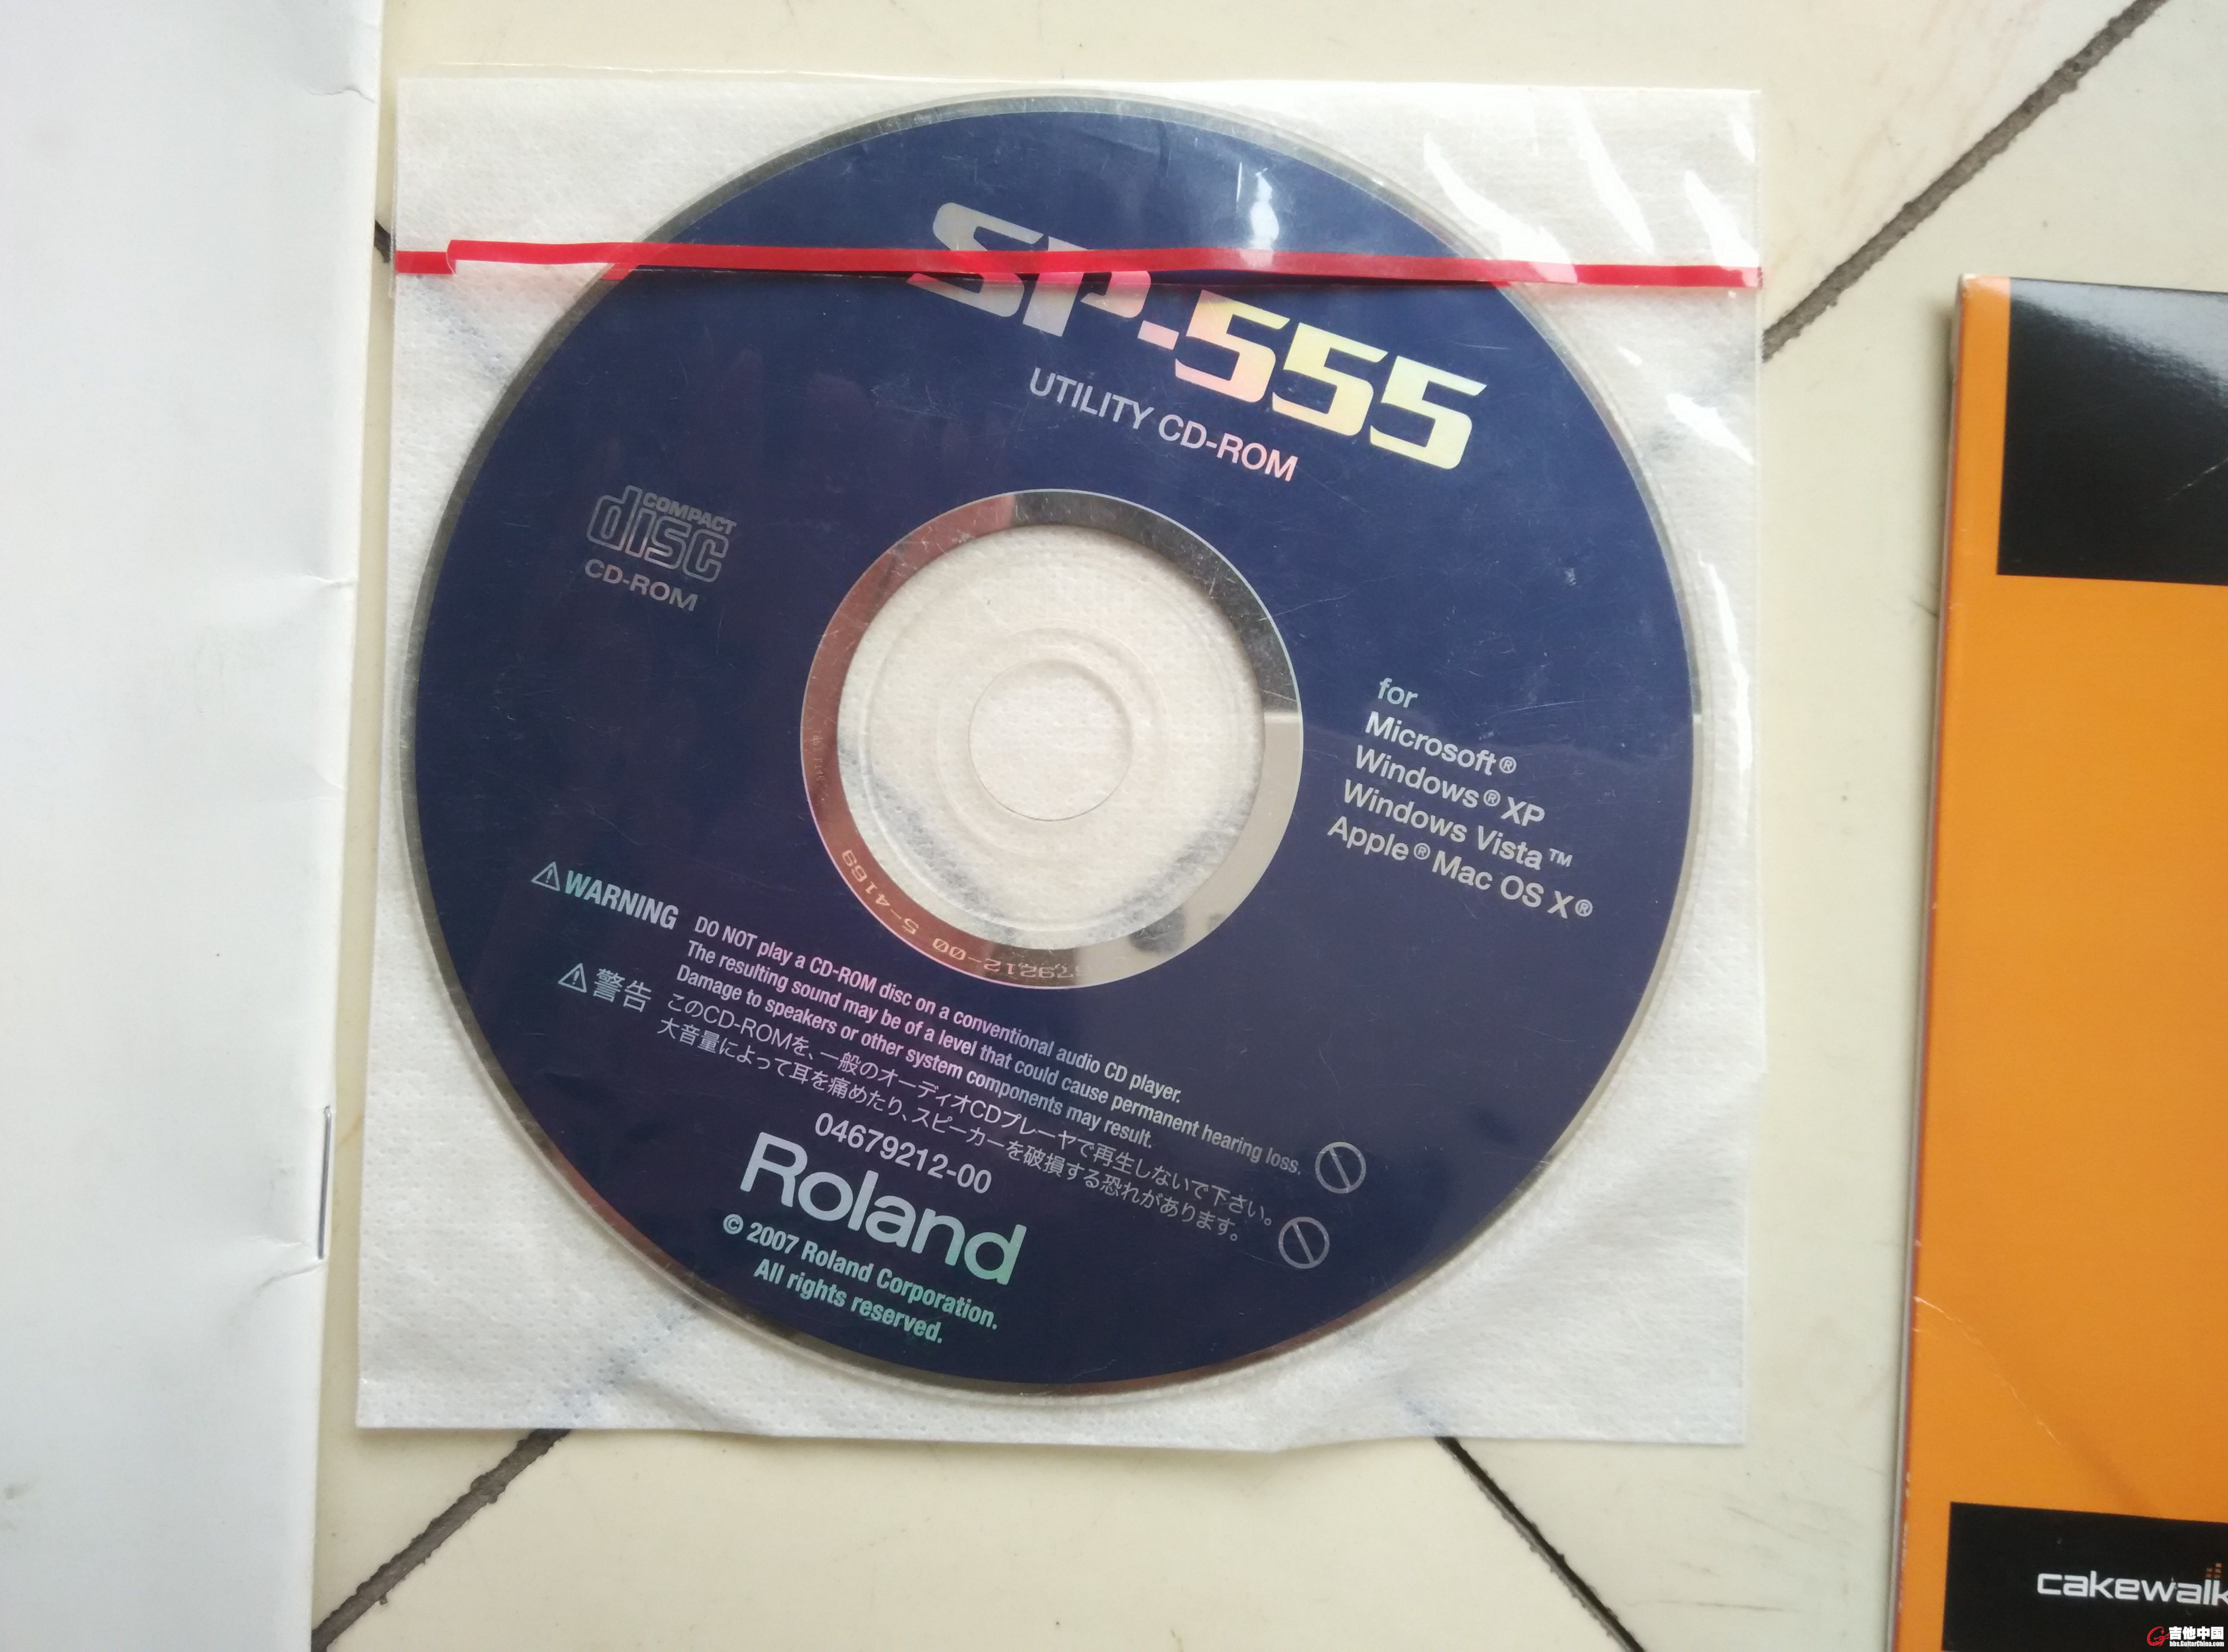 SP-555
UTILITY CD-ROM
COMPACT
disc
CD-ROM
for
Microsoft®
Windows® XP
Windows Vista™
Apple® Mac OS X®
⚠WARNING
DO NOT play a CD-ROM disc on a conventional audio CD player.
The resulting sound may be of a level that could cause permanent hearing loss.
Damage to speakers or other system components may result.
⚠警告
このCD-ROMを、一般のオーディオCDプレーヤで再生しないで下さい。
大音量によって耳を痛めたり、スピーカーを破損する恐れがあります。
04679212-00
Roland
© 2007 Roland Corporation.
All rights reserved.
79212-00 5-4169
cakewalk
吉他中国
bbs.GuitarChina.com